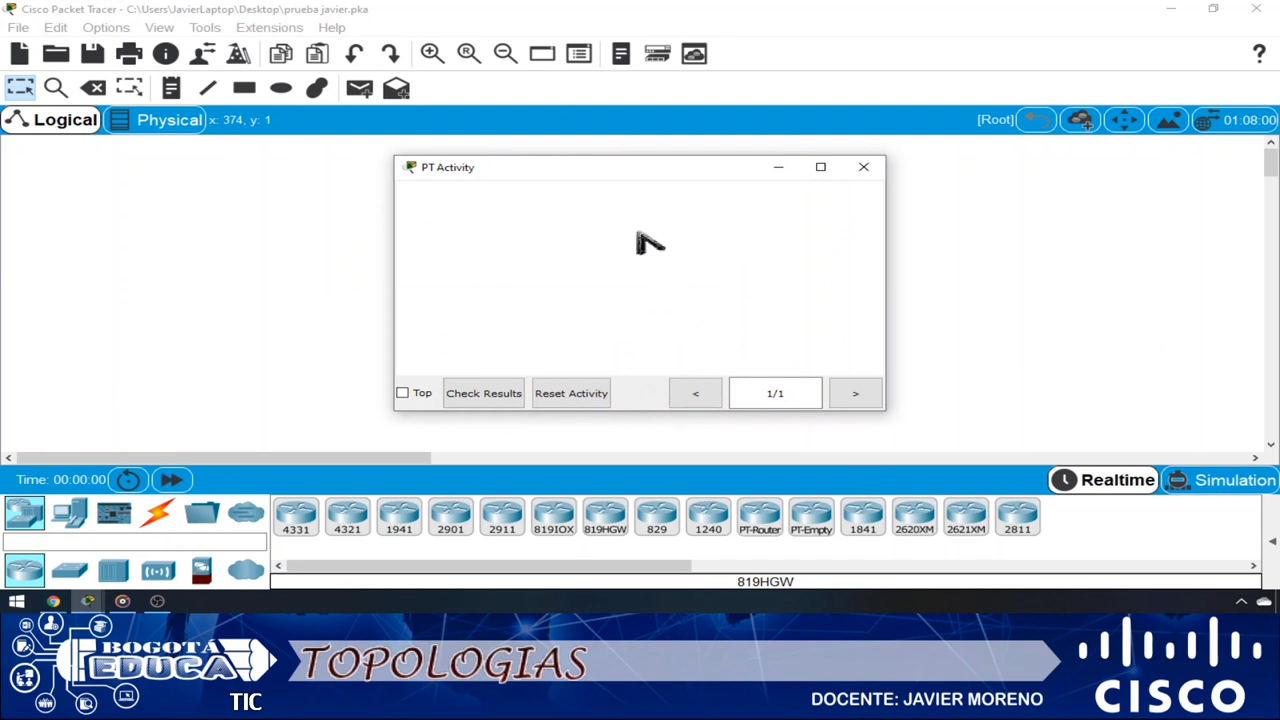 Cisco Packet Tracer - C:\Users\JavierLaptop\Desktop\prueba javier.pka
File Edit Options View Tools Extensions Help
Logical Physical x: 374, y: 1 [Root] 01:08:00
PT Activity
Top Check Results Reset Activity < 1/1 >
Time: 00:00:00 Realtime Simulation
4331 4321 1941 2901 2911 819IOX 819HGW 829 1240 PT-Router PT-Empty 1841 2620XM 2621XM 2811
819HGW
BOGOTÁ
EDUCA
TIC
TOPOLOGIAS
DOCENTE: JAVIER MORENO
CISCO